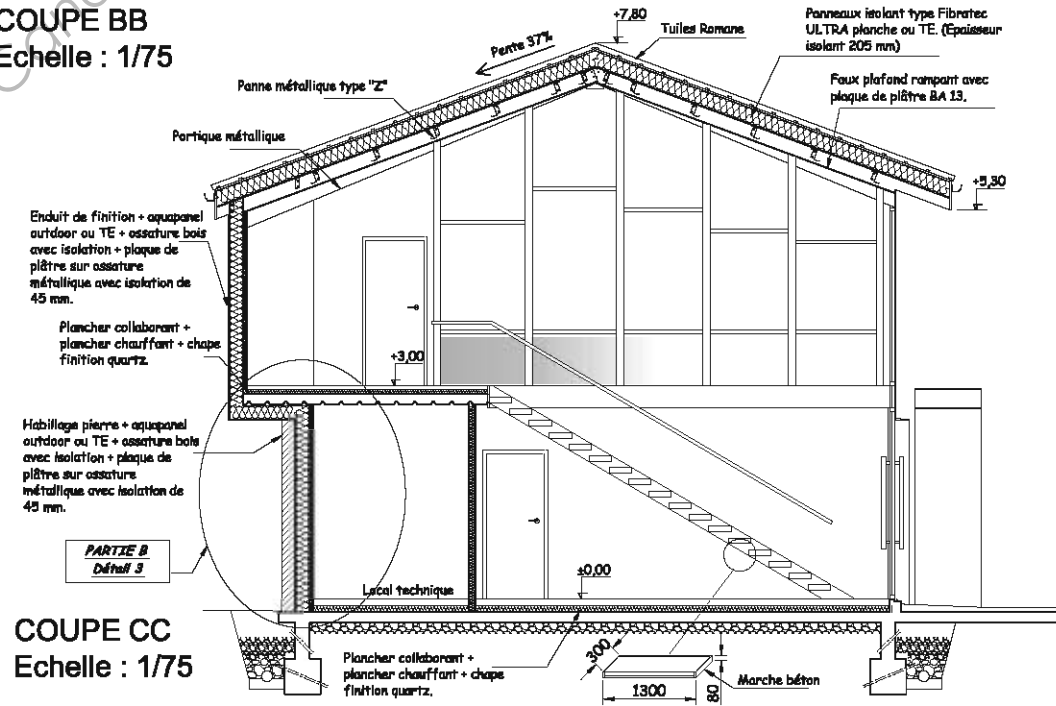 COUPE BB
Echelle : 1/75
+7,80
Pente 37%
Tuiles Romane
Panneaux isolant type Fibratec
ULTRA planche ou TE. (Epaisseur
isolant 205 mm)
Panne métallique type "Z"
Faux plafond rampant avec
plaque de plâtre BA 13.
Portique métallique
+5,30
Enduit de finition + aquapanel
outdoor ou TE + ossature bois
avec isolation + plaque de
plâtre sur ossature
métallique avec isolation de
45 mm.
Plancher collaborant +
plancher chauffant + chape
finition quartz.
+3,00
Habillage pierre + aquapanel
outdoor ou TE + ossature bois
avec isolation + plaque de
plâtre sur ossature
métallique avec isolation de
45 mm.
PARTIE B
Détail 3
Local technique
±0,00
COUPE CC
Echelle : 1/75
Plancher collaborant +
plancher chauffant + chape
finition quartz.
300
1300
80
Marche béton